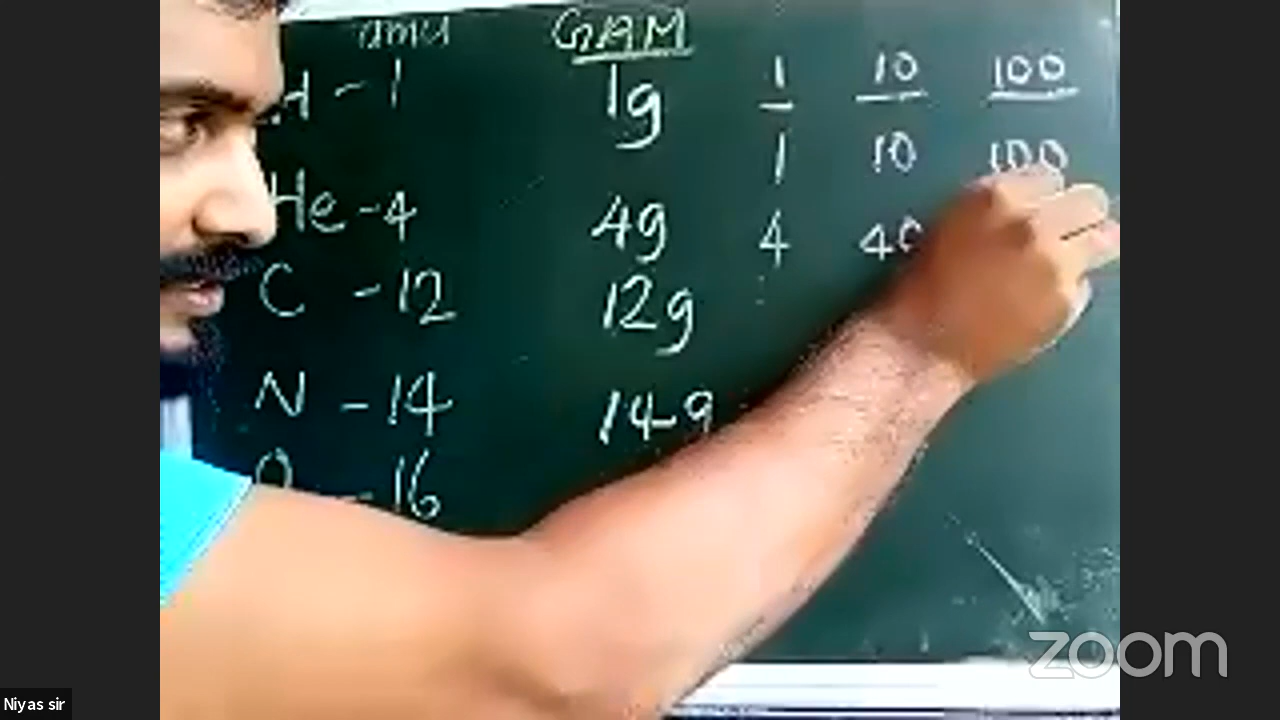 amu GAM 1 10 100
H - 1 1g 1 10 100
He - 4 4g 4 40
C - 12 12g
N - 14 14g
O - 16
zoom
Niyas sir